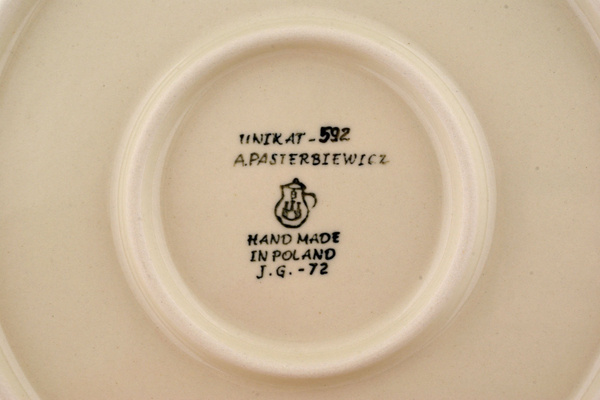 UNIKAT - 592
A.PASTERBIEWICZ
HAND MADE
IN POLAND
J.G. - 72